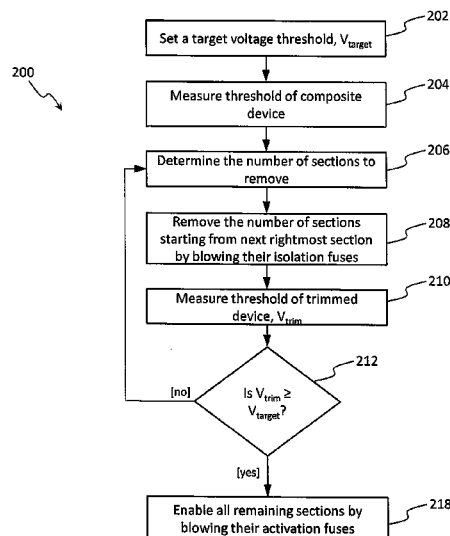 200
Set a target voltage threshold, Vtarget
202
Measure threshold of composite
device
204
Determine the number of sections to
remove
206
Remove the number of sections
starting from next rightmost section
by blowing their isolation fuses
208
Measure threshold of trimmed
device, Vtrim
210
Is Vtrim ≥
Vtarget?
212
[no]
[yes]
Enable all remaining sections by
blowing their activation fuses
218